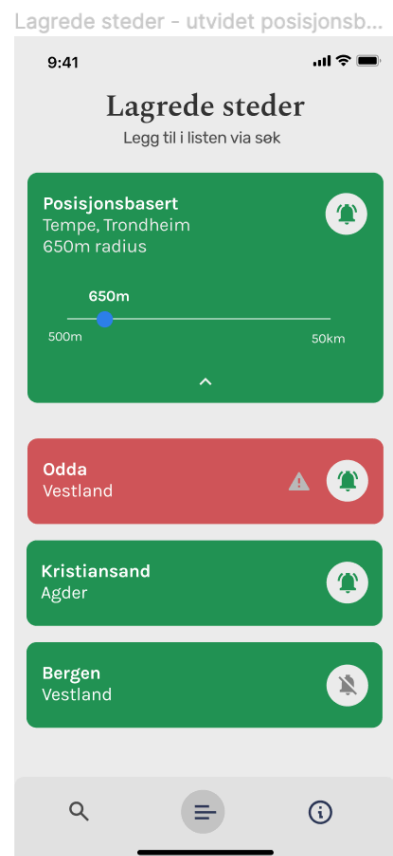 Lagrede steder - utvidet posisjonsb...
9:41
Lagrede steder
Legg til i listen via søk
Posisjonsbasert
Tempe, Trondheim
650m radius
650m
500m
50km
Odda
Vestland
Kristiansand
Agder
Bergen
Vestland